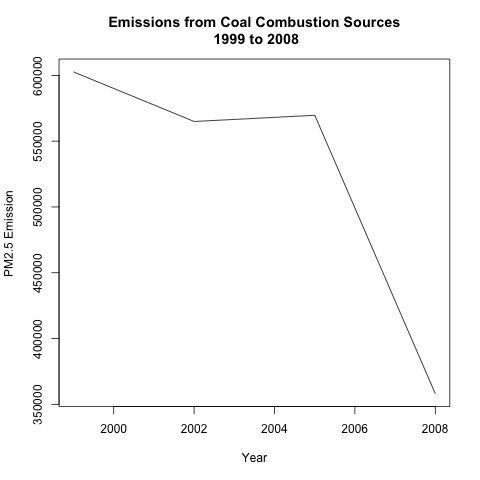 Emissions from Coal Combustion Sources
1999 to 2008
600000
550000
500000
450000
400000
350000
PM2.5 Emission
2000 2002 2004 2006 2008
Year